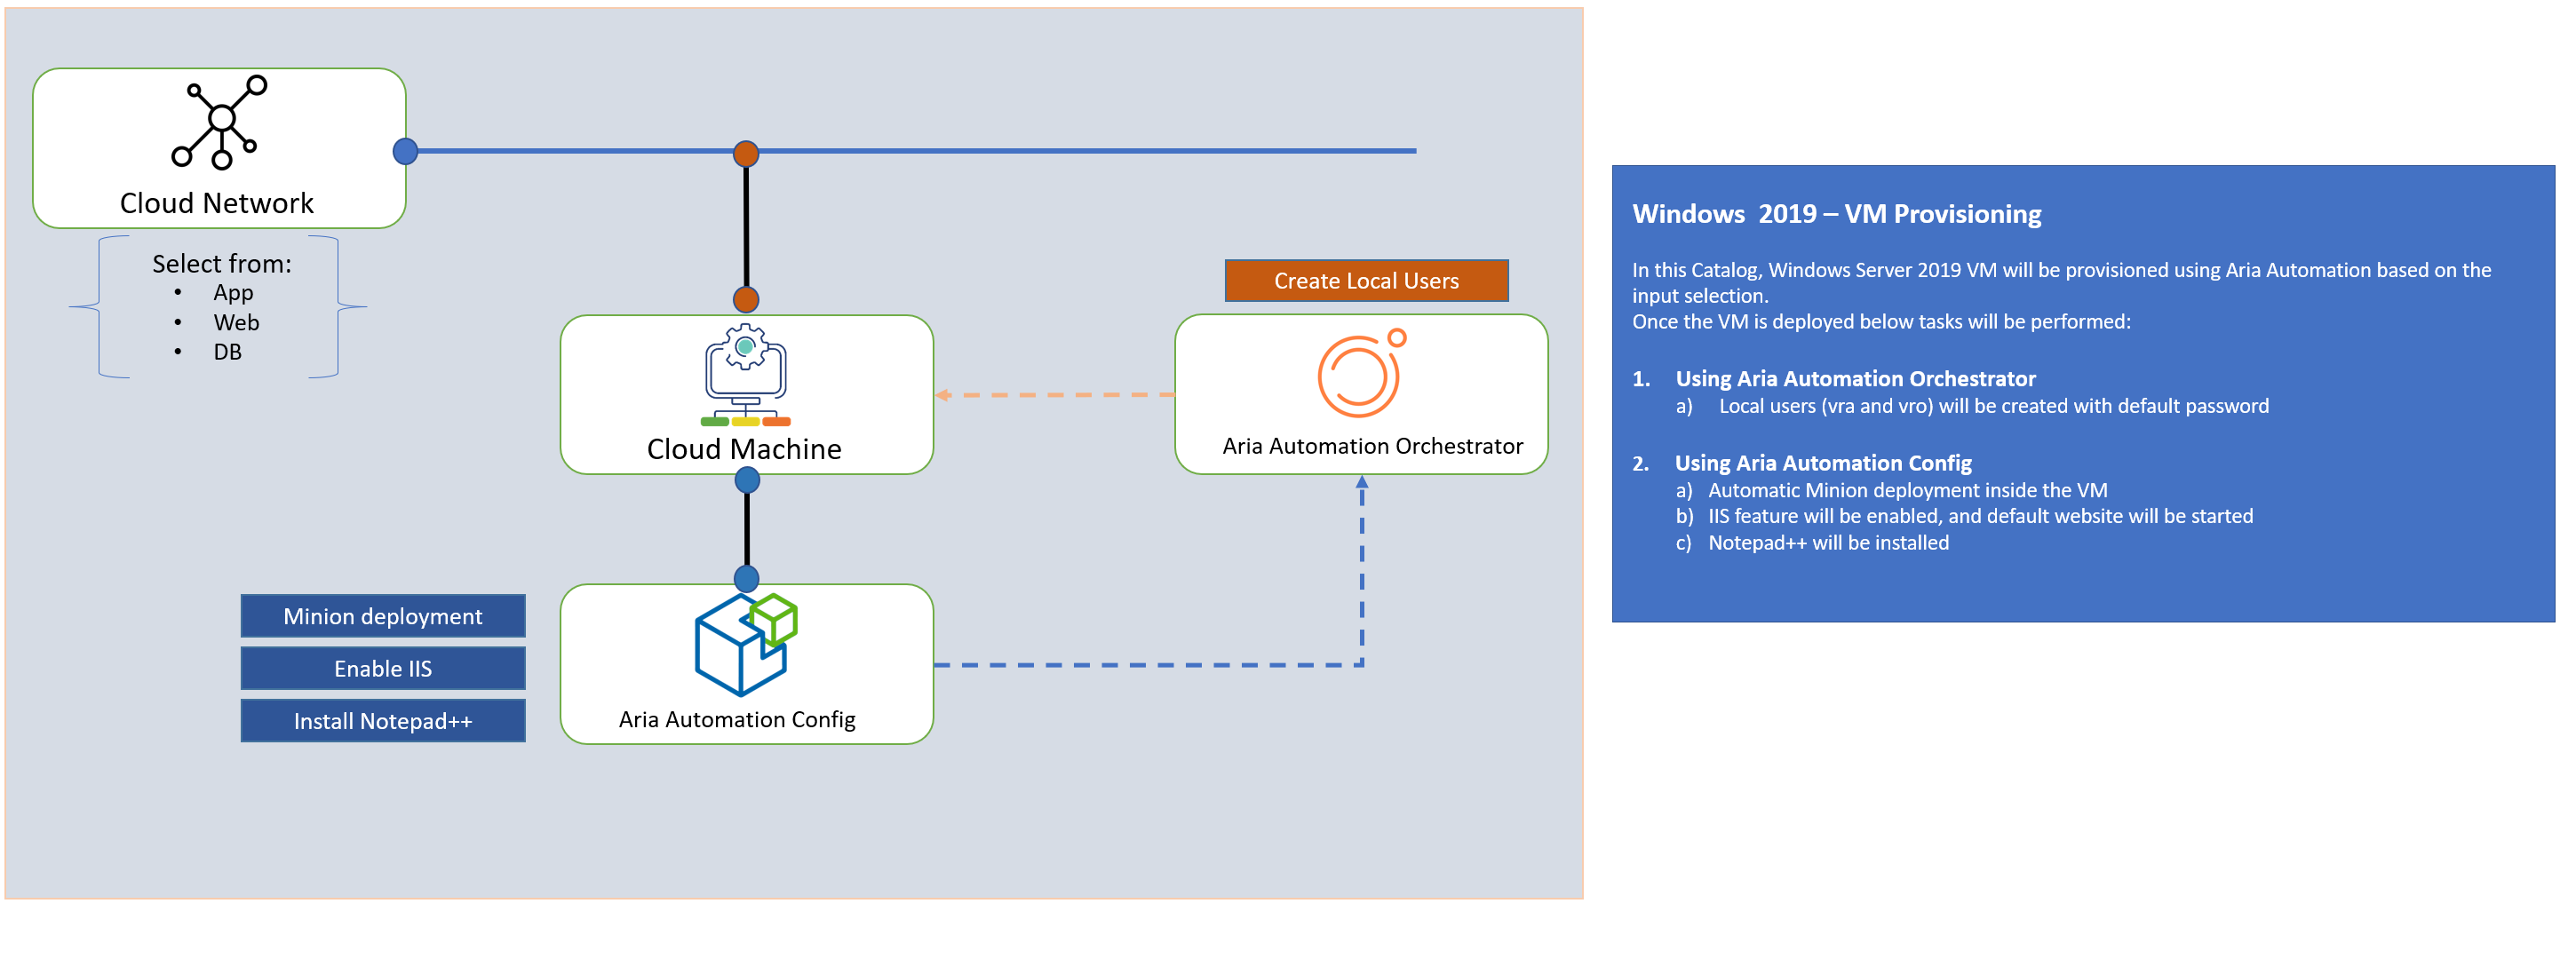 Cloud Network
Select from:
• App
• Web
• DB
Create Local Users
Cloud Machine
Aria Automation Orchestrator
Minion deployment
Enable IIS
Install Notepad++
Aria Automation Config
Windows 2019 – VM Provisioning
In this Catalog, Windows Server 2019 VM will be provisioned using Aria Automation based on the
input selection.
Once the VM is deployed below tasks will be performed:
1. Using Aria Automation Orchestrator
a) Local users (vra and vro) will be created with default password
2. Using Aria Automation Config
a) Automatic Minion deployment inside the VM
b) IIS feature will be enabled, and default website will be started
c) Notepad++ will be installed